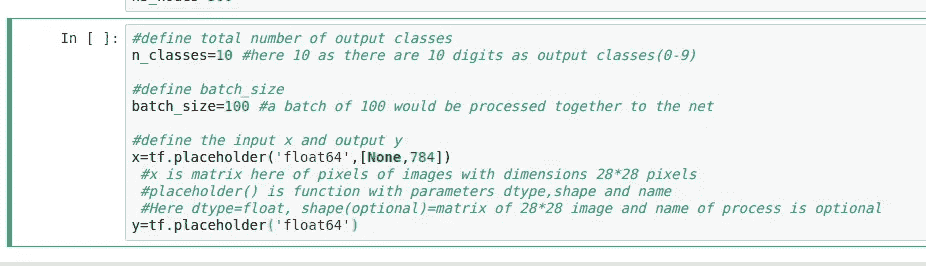 In [ ]:
#define total number of output classes
n_classes=10 #here 10 as there are 10 digits as output classes(0-9)
#define batch_size
batch_size=100 #a batch of 100 would be processed together to the net
#define the input x and output y
x=tf.placeholder('float64',[None,784])
#x is matrix here of pixels of images with dimensions 28*28 pixels
#placeholder() is function with parameters dtype,shape and name
#Here dtype=float, shape(optional)=matrix of 28*28 image and name of process is optional
y=tf.placeholder('float64')